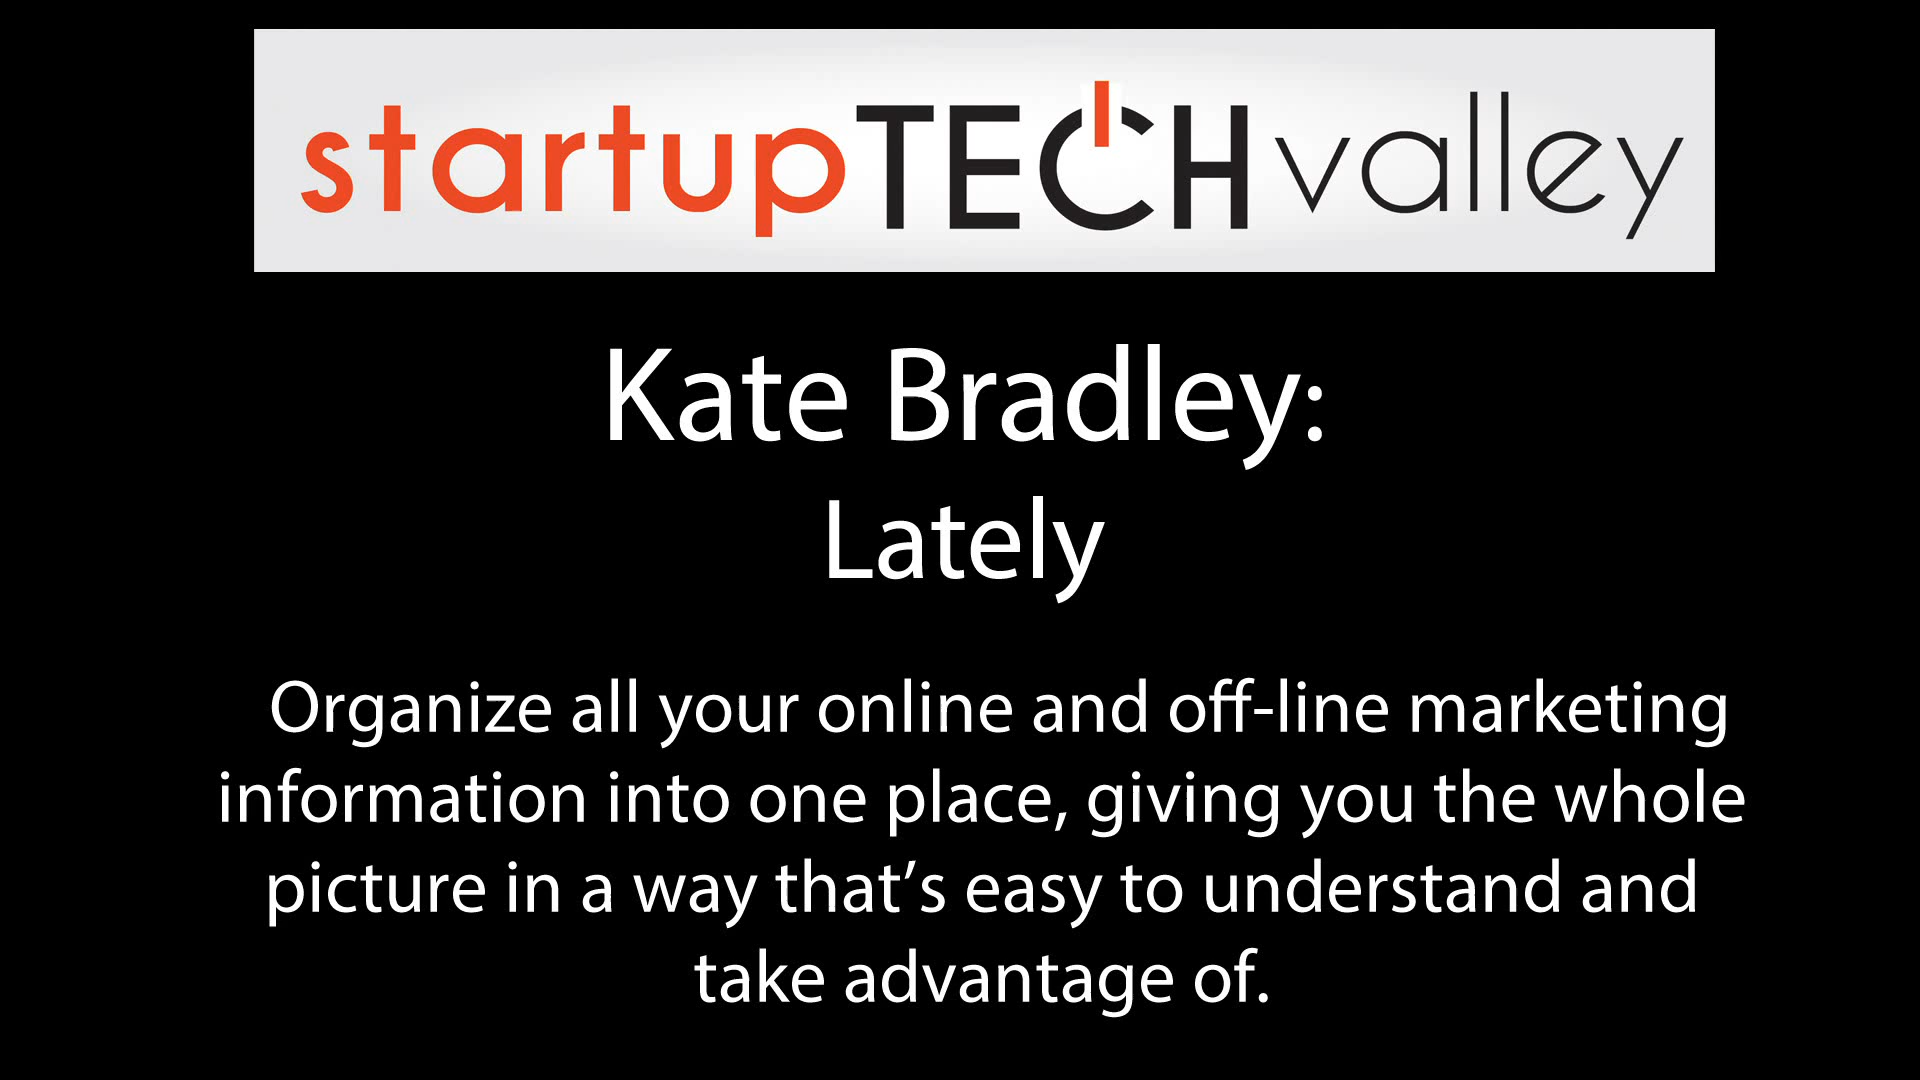 startupTECHvalley
Kate Bradley:
Lately
Organize all your online and off-line marketing
information into one place, giving you the whole
picture in a way that’s easy to understand and
take advantage of.